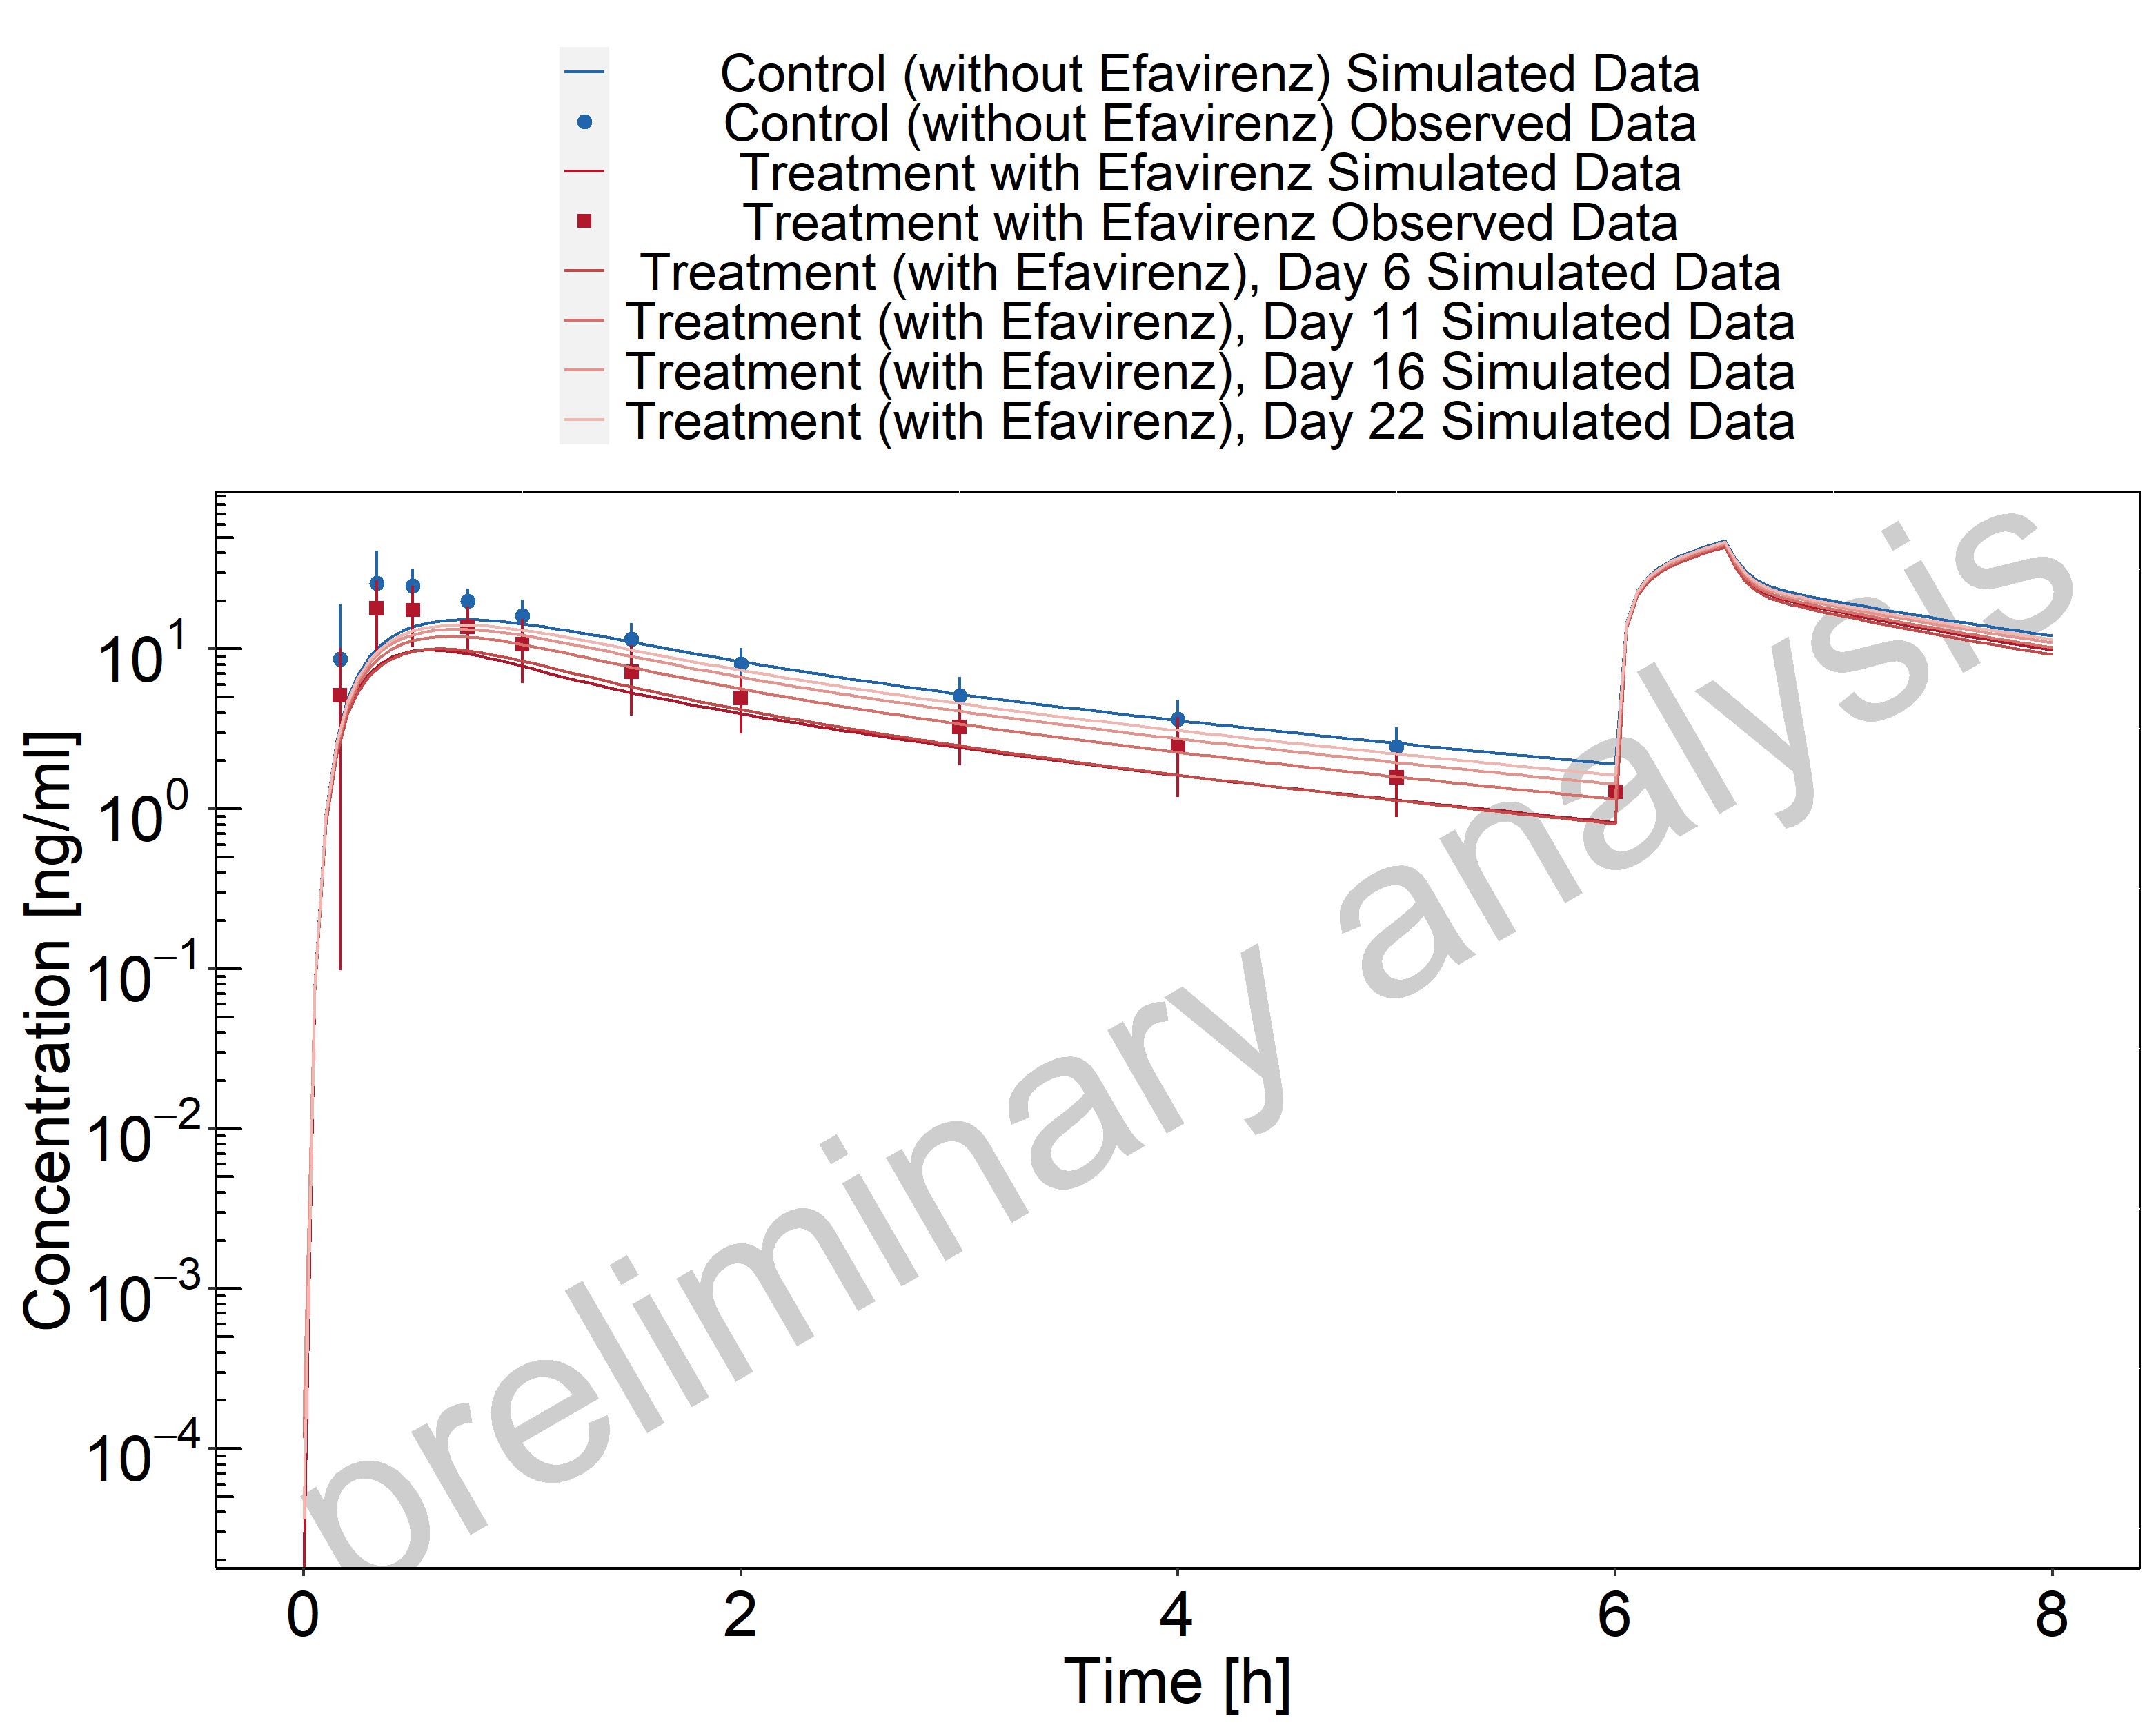 Control (without Efavirenz) Simulated Data
Control (without Efavirenz) Observed Data
Treatment with Efavirenz Simulated Data
Treatment with Efavirenz Observed Data
Treatment (with Efavirenz), Day 6 Simulated Data
Treatment (with Efavirenz), Day 11 Simulated Data
Treatment (with Efavirenz), Day 16 Simulated Data
Treatment (with Efavirenz), Day 22 Simulated Data
Concentration [ng/ml]
10¹
10⁰
10⁻¹
10⁻²
10⁻³
10⁻⁴
preliminary analysis
0 2 4 6 8
Time [h]